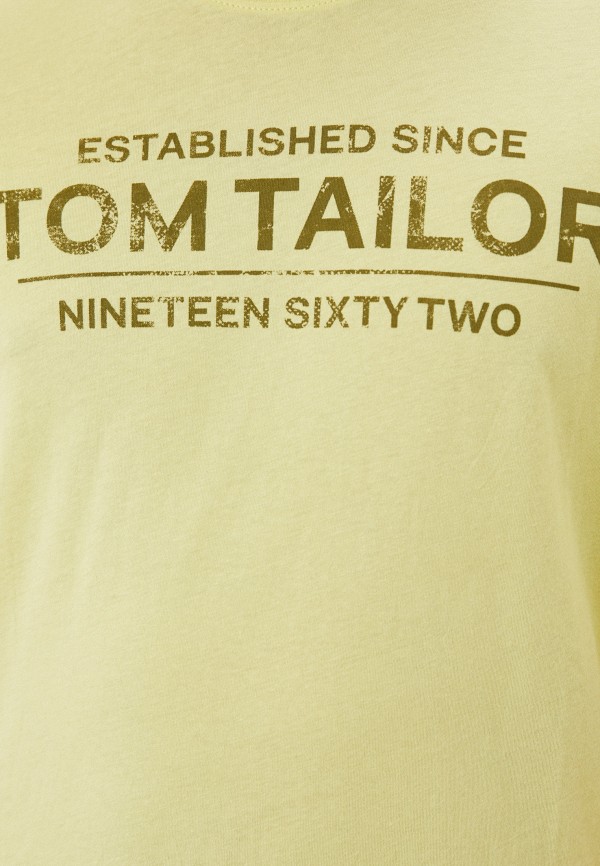 ESTABLISHED SINCE
TOM TAILOR
NINETEEN SIXTY TWO